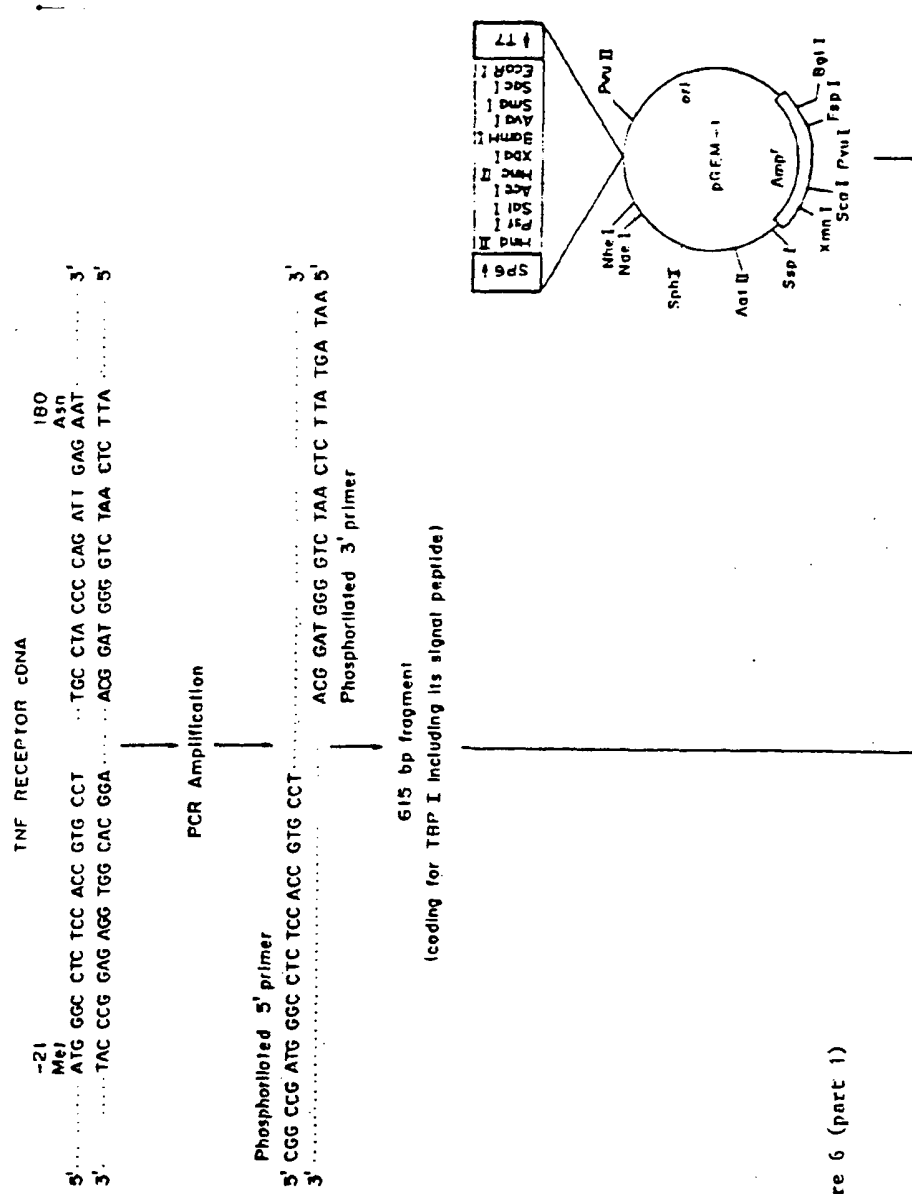 TNF RECEPTOR cDNA
-21
Met
180
Asn
5'........ATG GGC CTC TCC ACC GTG CCT ..TGC CTA CCC CAG ATT GAG AAT........3'
3'........TAC CCG GAG AGG TGG CAC GGA.....ACG GAT GGG GTC TAA CTC TTA........5'
PCR Amplification
Phosphorilated 5' primer
5' CGG CCG ATG GGC CTC TCC ACC GTG CCT........3'
3'........ACG GAT GGG GTC TAA CTC TTA TGA TAA 5'
Phosphorilated 3' primer
615 bp fragment
(coding for TBP I including its signal peptide)
SP6
Hind III
Pst I
Sal I
Acc I
Hinc II
Xba I
BamH I
Ava I
Sma I
Sac I
EcoR I
T7
Nhe I
Nae I
Pvu II
Sph I
pGEM-1
ori
Aat II
Amp^r
Ssp I
Xmn I
Sca I
Pvu I
Fsp I
Bgl I
re 6 (part 1)